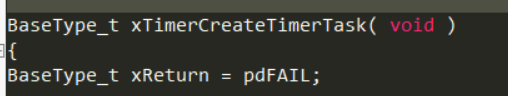 BaseType_t xTimerCreateTimerTask( void )
{
BaseType_t xReturn = pdFAIL;